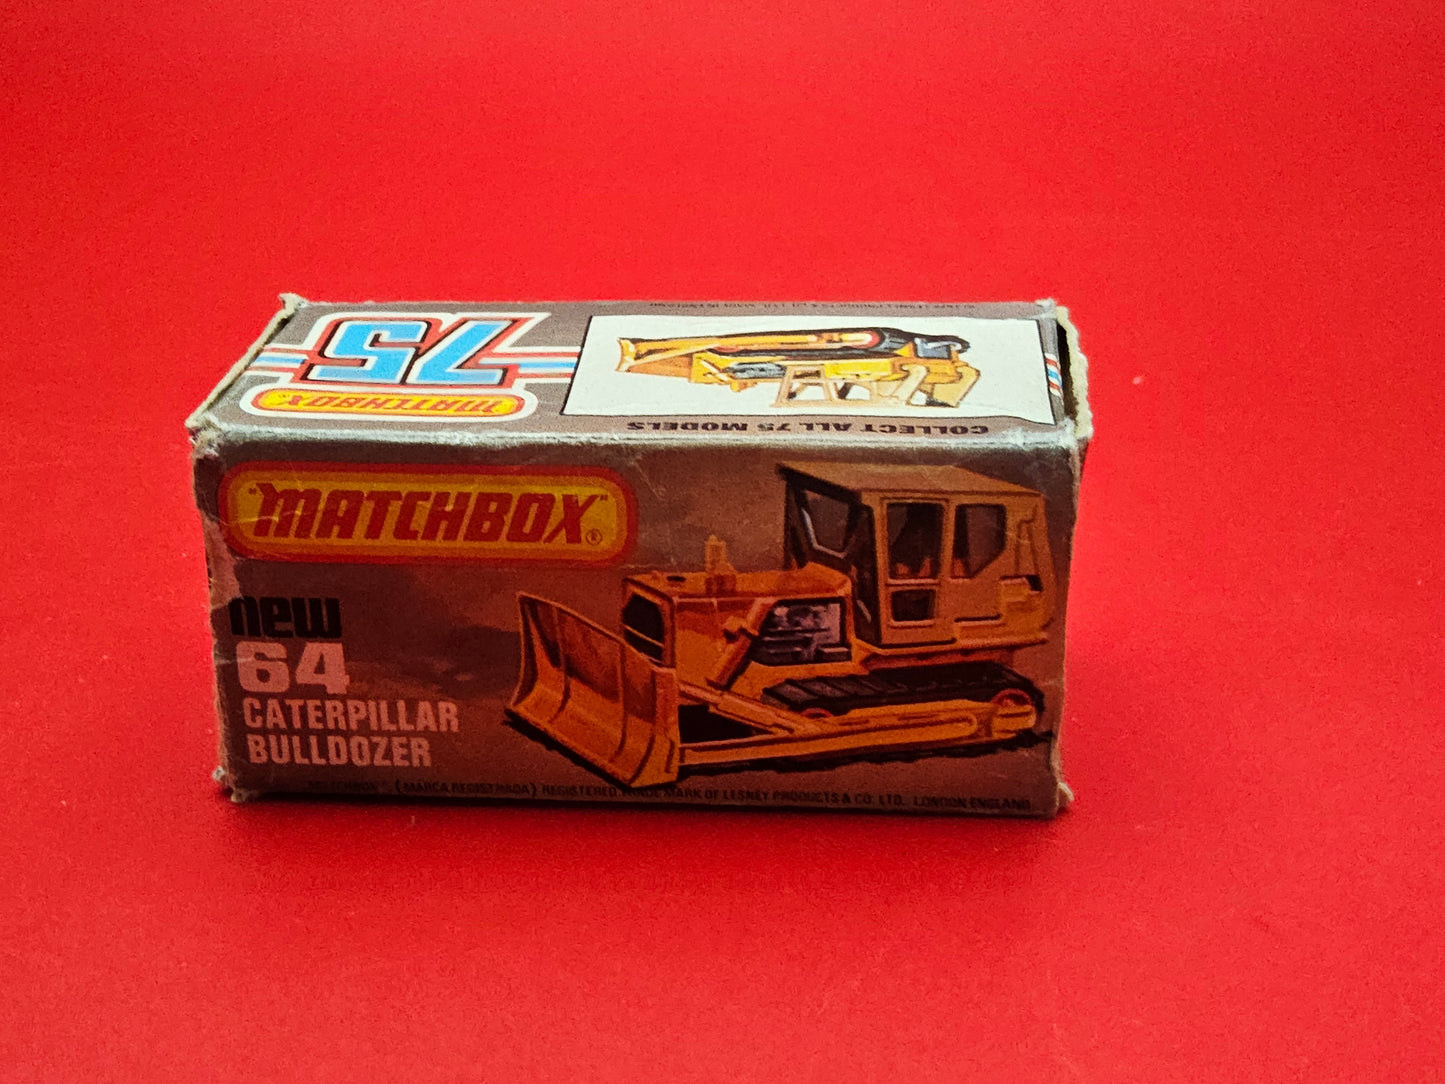 75
MATCHBOX
COLLECT ALL 75 MODELS
"MATCHBOX"®
new
64
CATERPILLAR
BULLDOZER
MATCHBOX" (MARCA REGISTRADA) REGISTERED TRADE MARK OF LESNEY PRODUCTS & CO. LTD. LONDON ENGLAND